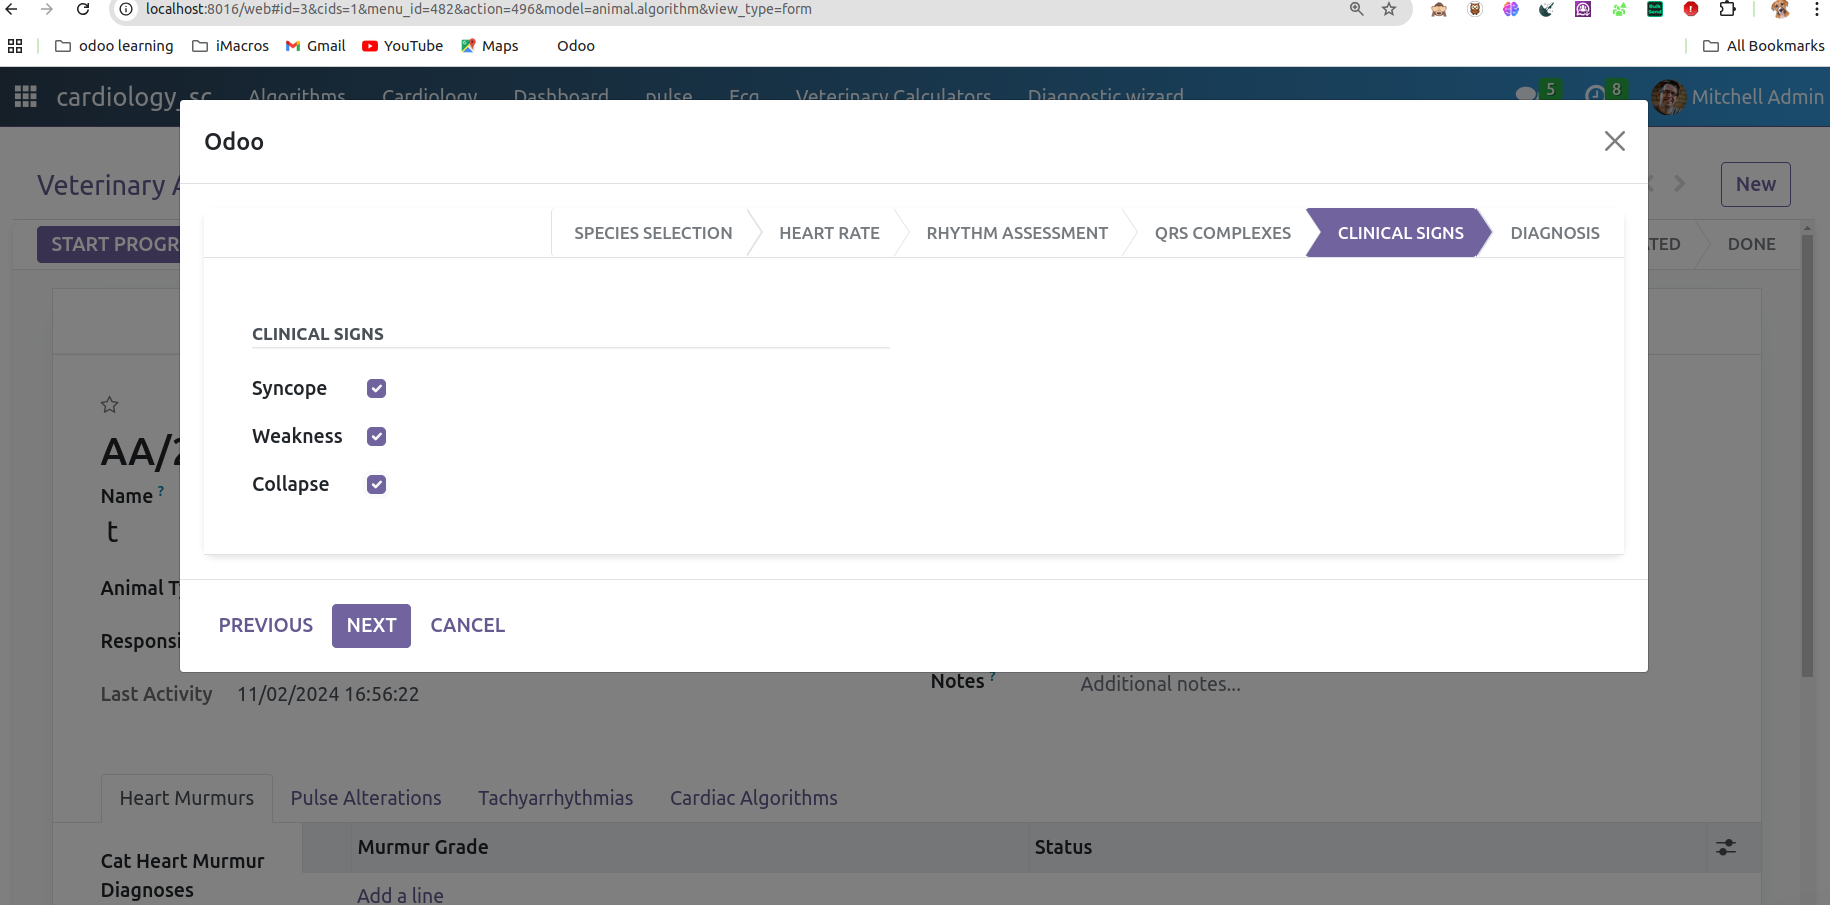 localhost:8016/web#id=3&cids=1&menu_id=482&action=496&model=animal.algorithm&view_type=form
odoo learning iMacros Gmail YouTube Maps Odoo All Bookmarks
cardiology_sc Algorithms Cardiology Dashboard pulse Ecg Veterinary Calculators Diagnostic wizard 5 8 Mitchell Admin
Odoo
Veterinary A
New
START PROGR
SPECIES SELECTION HEART RATE RHYTHM ASSESSMENT QRS COMPLEXES CLINICAL SIGNS DIAGNOSIS
TED DONE
CLINICAL SIGNS
Syncope
Weakness
Collapse
AA/2
Name ?
t
Animal T
Responsi
PREVIOUS NEXT CANCEL
Last Activity 11/02/2024 16:56:22
Notes ? Additional notes...
Heart Murmurs Pulse Alterations Tachyarrhythmias Cardiac Algorithms
Cat Heart Murmur
Diagnoses
Murmur Grade Status
Add a line